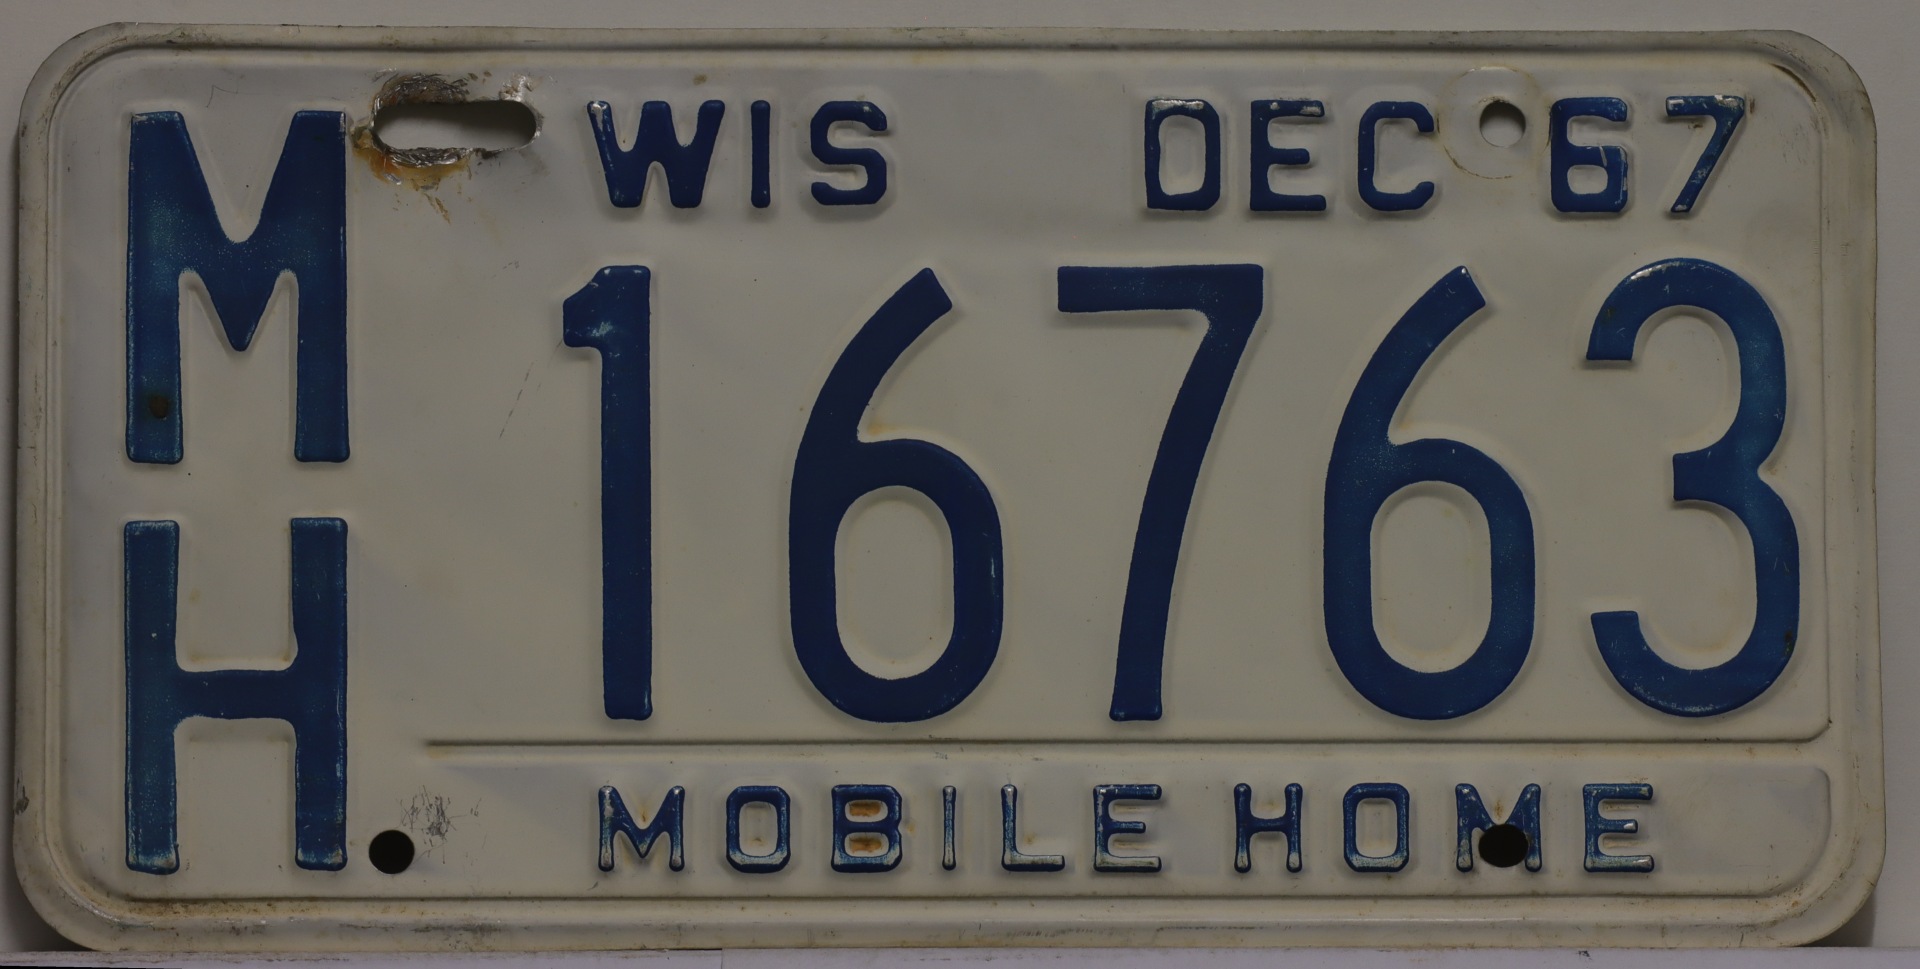 WIS DEC 67
MH 16763
MOBILE HOME